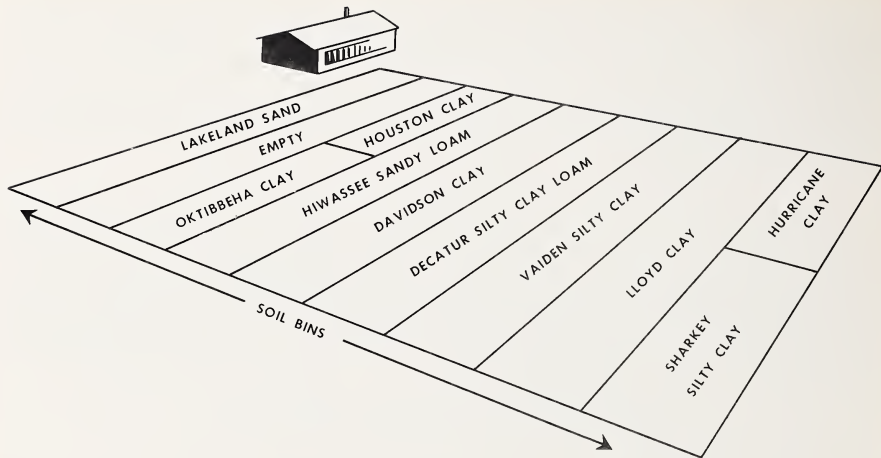 LAKELAND SAND
EMPTY
HOUSTON CLAY
OKTIBBEHA CLAY
HIWASSEE SANDY LOAM
DAVIDSON CLAY
DECATUR SILTY CLAY LOAM
VAIDEN SILTY CLAY
LLOYD CLAY
HURRICANE
CLAY
SHARKEY
SILTY CLAY
SOIL BINS